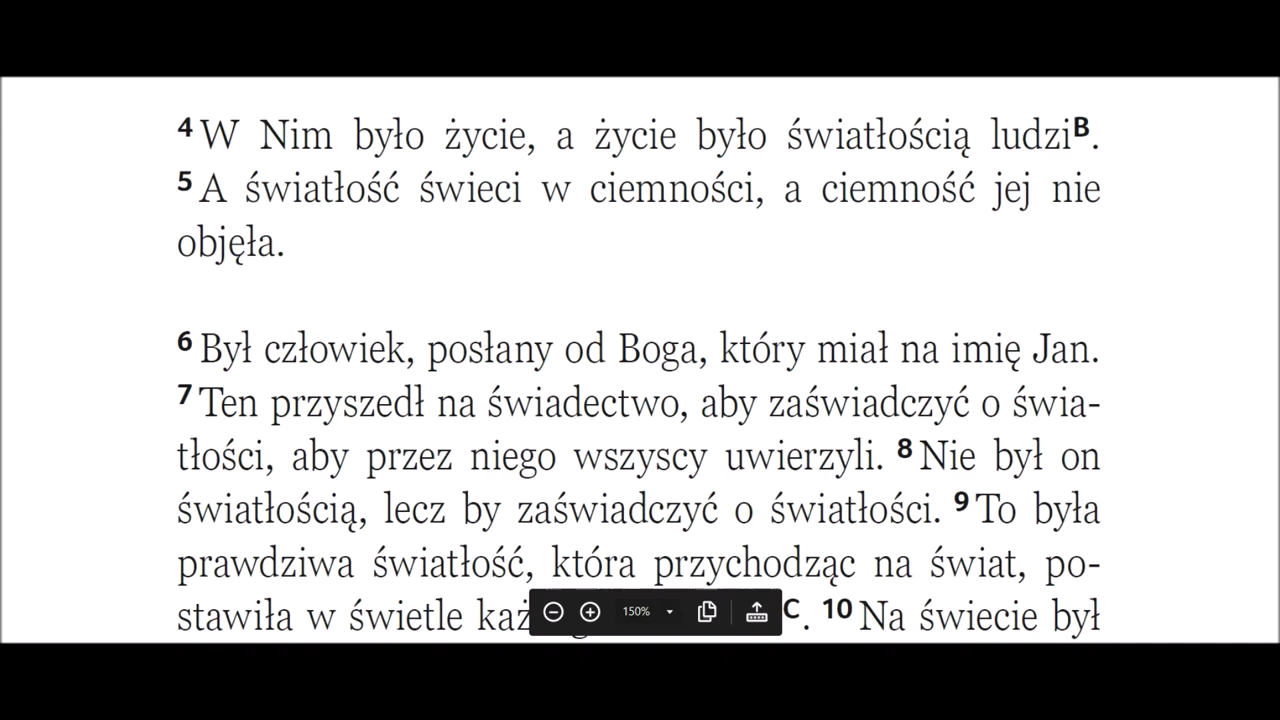 4 W Nim było życie, a życie było światłością ludziB.
5 A światłość świeci w ciemności, a ciemność jej nie
objęła.
6 Był człowiek, posłany od Boga, który miał na imię Jan.
7 Ten przyszedł na świadectwo, aby zaświadczyć o świa-
tłości, aby przez niego wszyscy uwierzyli. 8 Nie był on
światłością, lecz by zaświadczyć o światłości. 9 To była
prawdziwa światłość, która przychodząc na świat, po-
stawiła w świetle C. 10 Na świecie był
150%